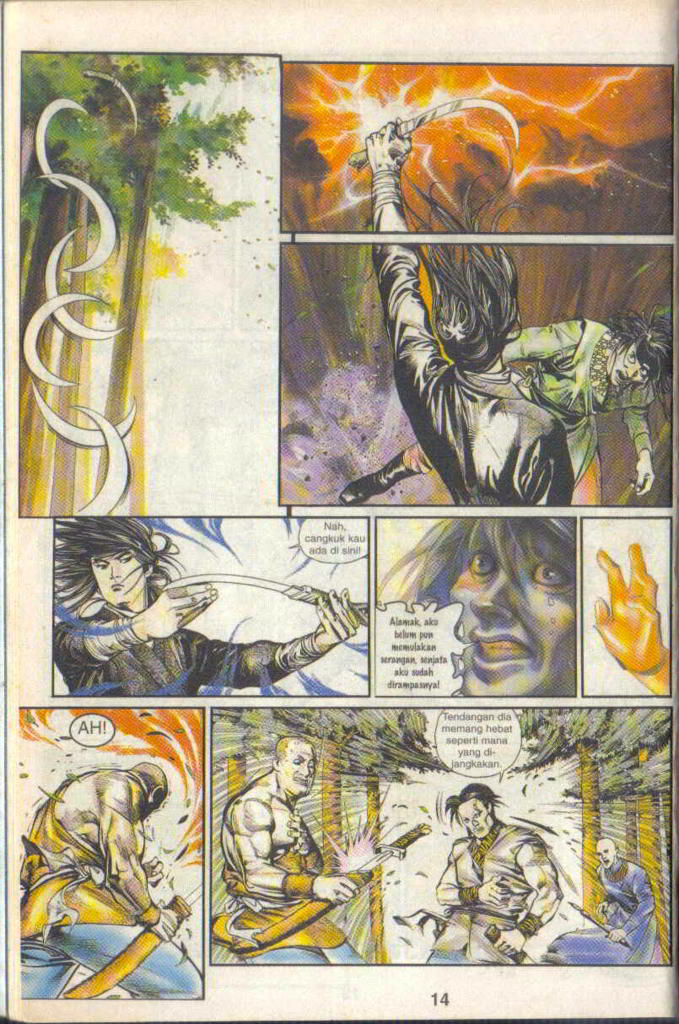 Nah,
cangkuk kau
ada di sini!
Alamak, aku
belum pun
memulakan
serangan, senjata
aku sudah
dirampasnya!
AH!
Tendangan dia
memang hebat
seperti mana
yang di-
jangkakan.
14